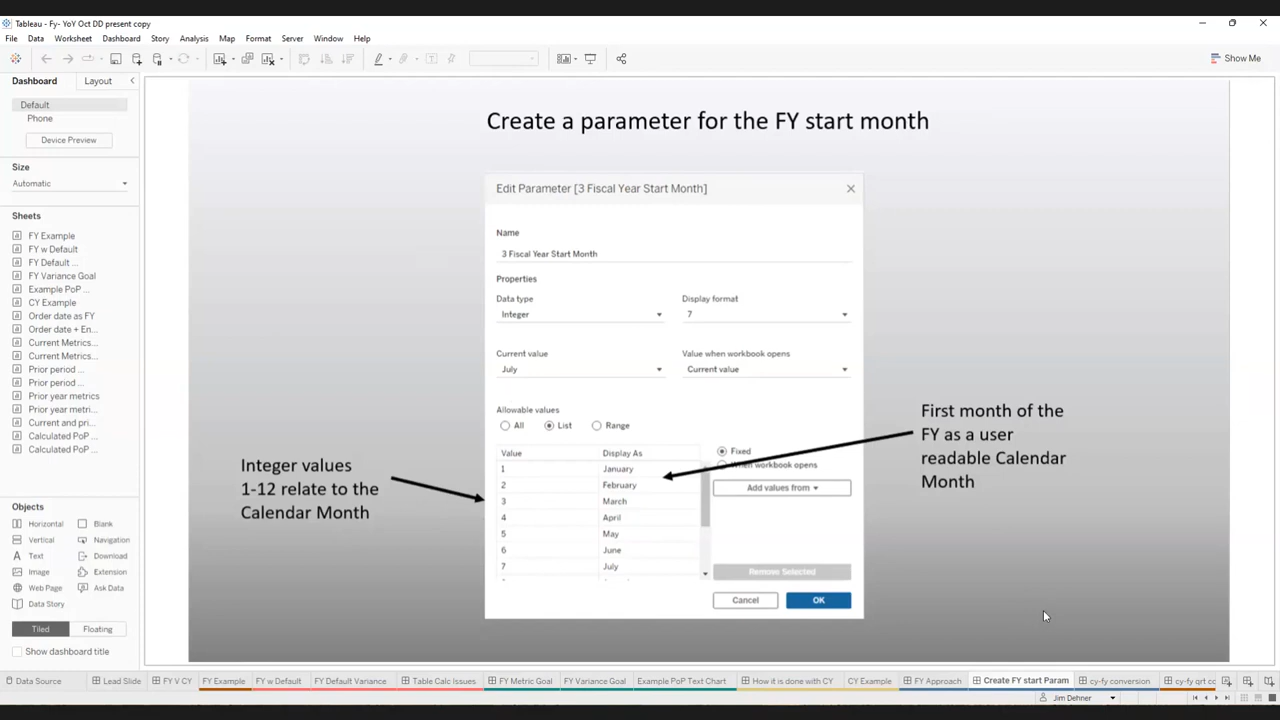 Tableau - Fy- YoY Oct DD present copy
File Data Worksheet Dashboard Story Analysis Map Format Server Window Help
Show Me
Dashboard Layout
Default
Phone
Device Preview
Size
Automatic
Sheets
FY Example
FY w Default
FY Default ...
FY Variance Goal
Example PoP ...
CY Example
Order date as FY
Order date + En...
Current Metrics...
Current Metrics...
Prior period ...
Prior period ...
Prior year metrics
Prior year metri...
Current and pri...
Calculated PoP ...
Calculated PoP ...
Objects
Horizontal Blank
Vertical Navigation
Text Download
Image Extension
Web Page Ask Data
Data Story
Tiled Floating
Show dashboard title
Create a parameter for the FY start month
Edit Parameter [3 Fiscal Year Start Month]
Name
3 Fiscal Year Start Month
Properties
Data type Display format
Integer 7
Current value Value when workbook opens
July Current value
Allowable values
All List Range
Value Display As
1 January
2 February
3 March
4 April
5 May
6 June
7 July
Fixed
When workbook opens
Add values from
Remove Selected
Cancel OK
Integer values
1-12 relate to the
Calendar Month
First month of the
FY as a user
readable Calendar
Month
Data Source Lead Slide FY V CY FY Example FY w Default FY Default Variance Table Calc Issues FY Metric Goal FY Variance Goal Example PoP Text Chart How it is done with CY CY Example FY Approach Create FY start Param cy-fy conversion cy-fy qrt cc
Jim Dehner